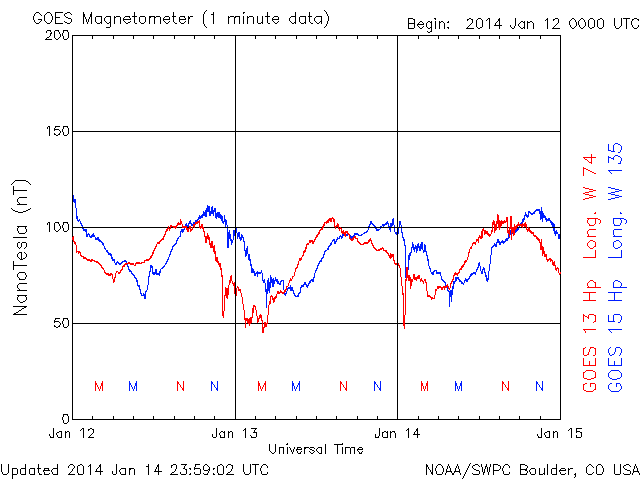 GOES Magnetometer (1 minute data)
Begin: 2014 Jan 12 0000 UTC
200
150
100
50
0
NanoTesla (nT)
M M N N M M N N M M N N
Jan 12 Jan 13 Jan 14 Jan 15
Universal Time
GOES 13 Hp Long. W 74
GOES 15 Hp Long. W 135
Updated 2014 Jan 14 23:59:02 UTC
NOAA/SWPC Boulder, CO USA